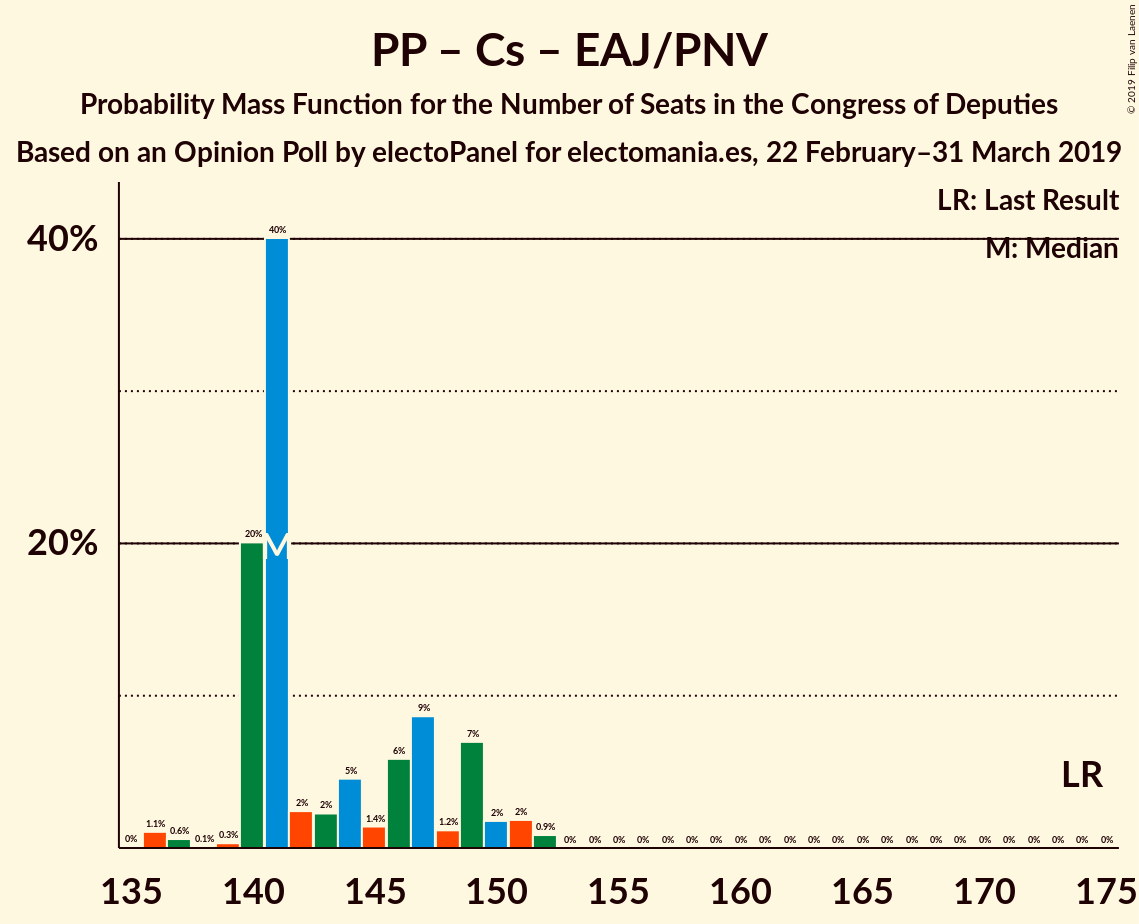 PP – Cs – EAJ/PNV
Probability Mass Function for the Number of Seats in the Congress of Deputies
Based on an Opinion Poll by electoPanel for electomania.es, 22 February–31 March 2019
© 2019 Filip van Laenen
LR: Last Result
M: Median
40%
20%
0% 1.1% 0.6% 0.1% 0.3% 20% 40% 2% 2% 5% 1.4% 6% 9% 1.2% 7% 2% 2% 0.9% 0% 0% 0% 0% 0% 0% 0% 0% 0% 0% 0% 0% 0% 0% 0% 0% 0% 0% 0% 0% 0% 0% 0%
M
LR
135 140 145 150 155 160 165 170 175